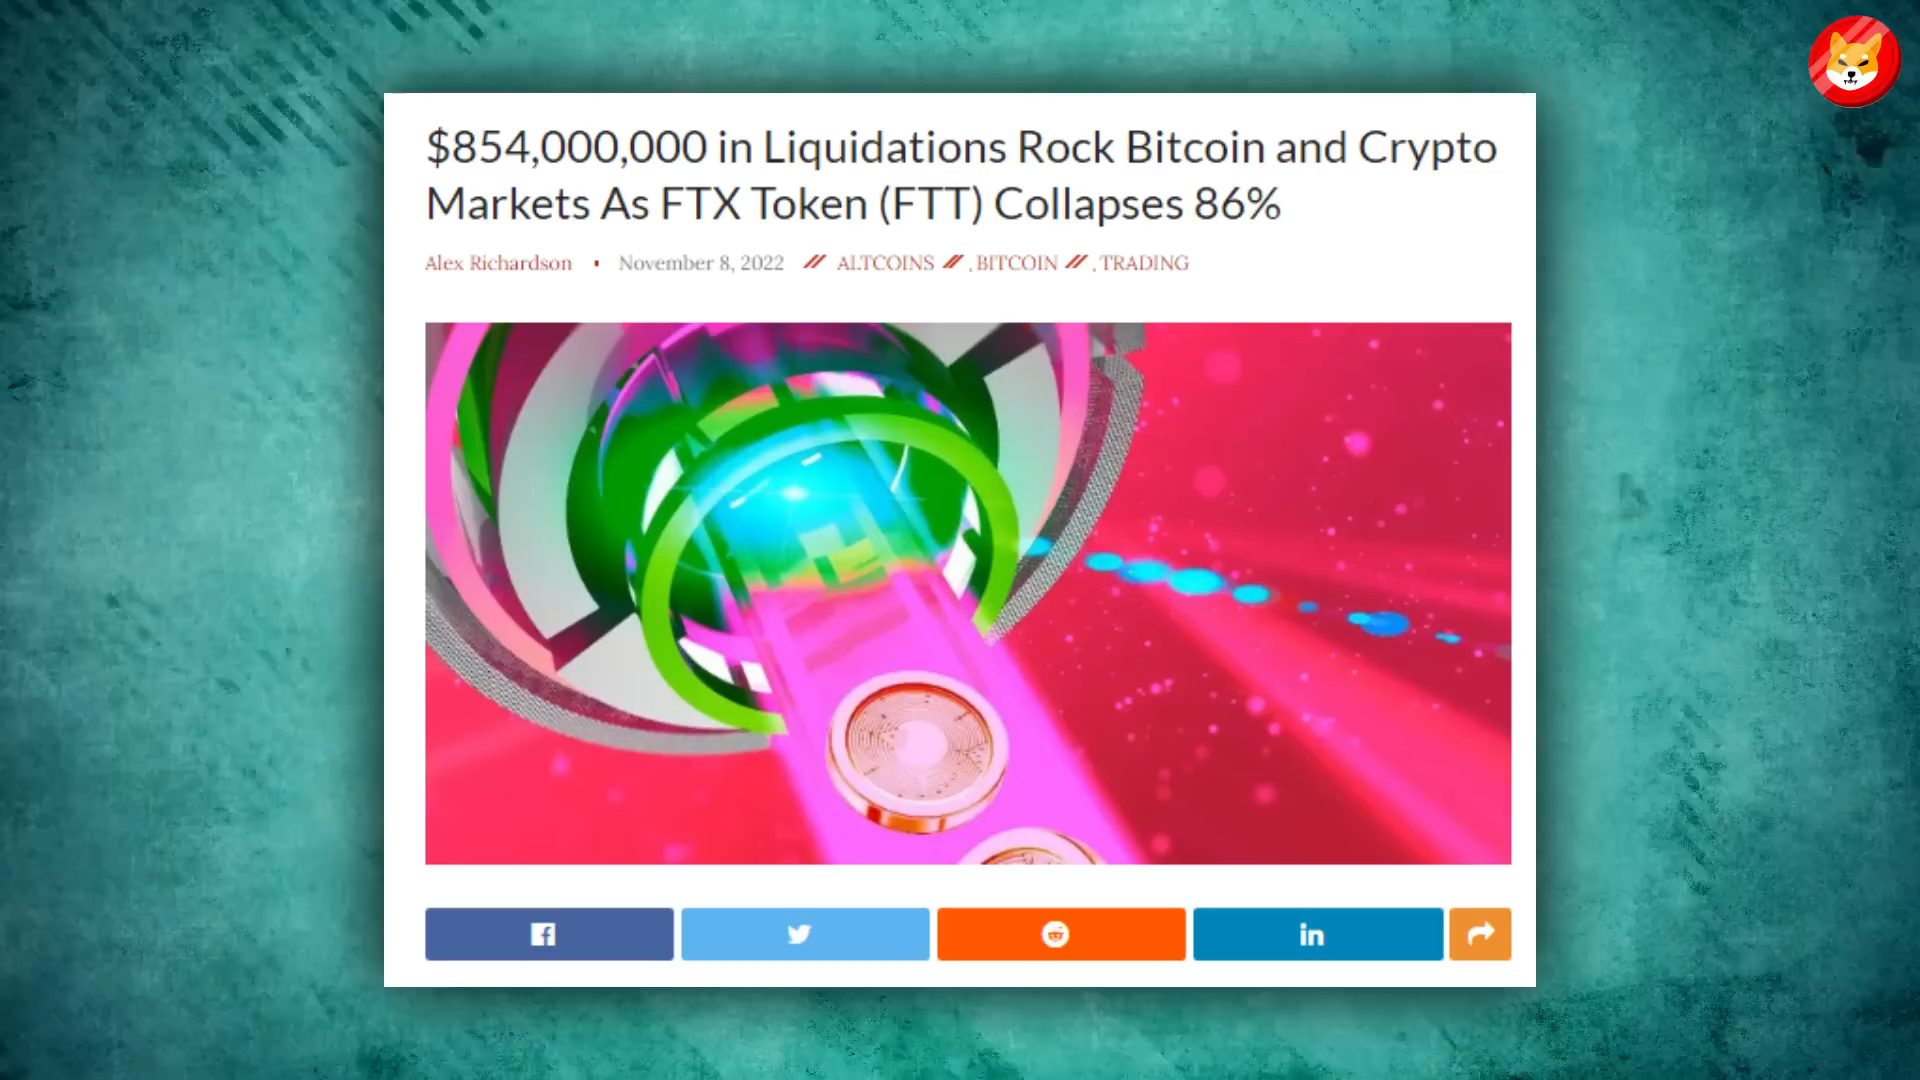 $854,000,000 in Liquidations Rock Bitcoin and Crypto
Markets As FTX Token (FTT) Collapses 86%
Alex Richardson ▪ November 8, 2022 // ALTCOINS // , BITCOIN // , TRADING